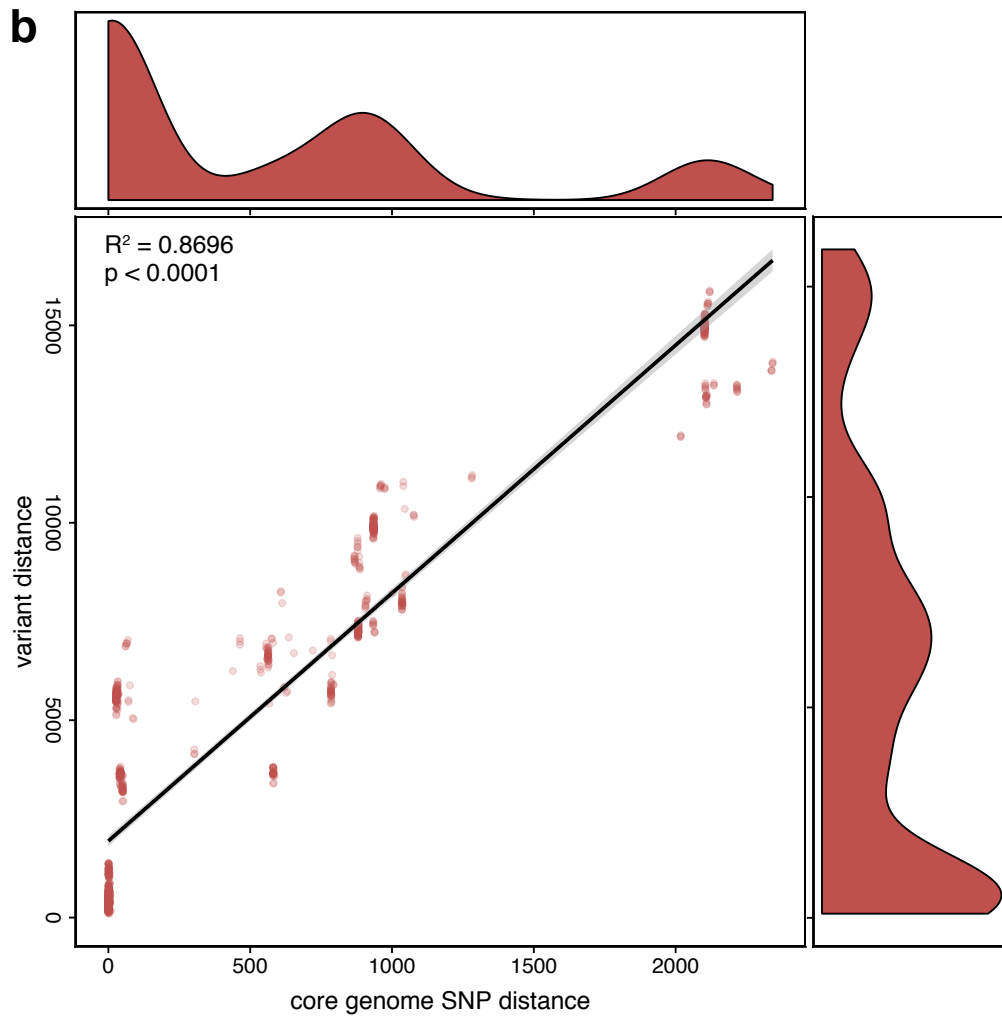 b
R² = 0.8696
p < 0.0001
variant distance
15000
10000
5000
0
0 500 1000 1500 2000
core genome SNP distance